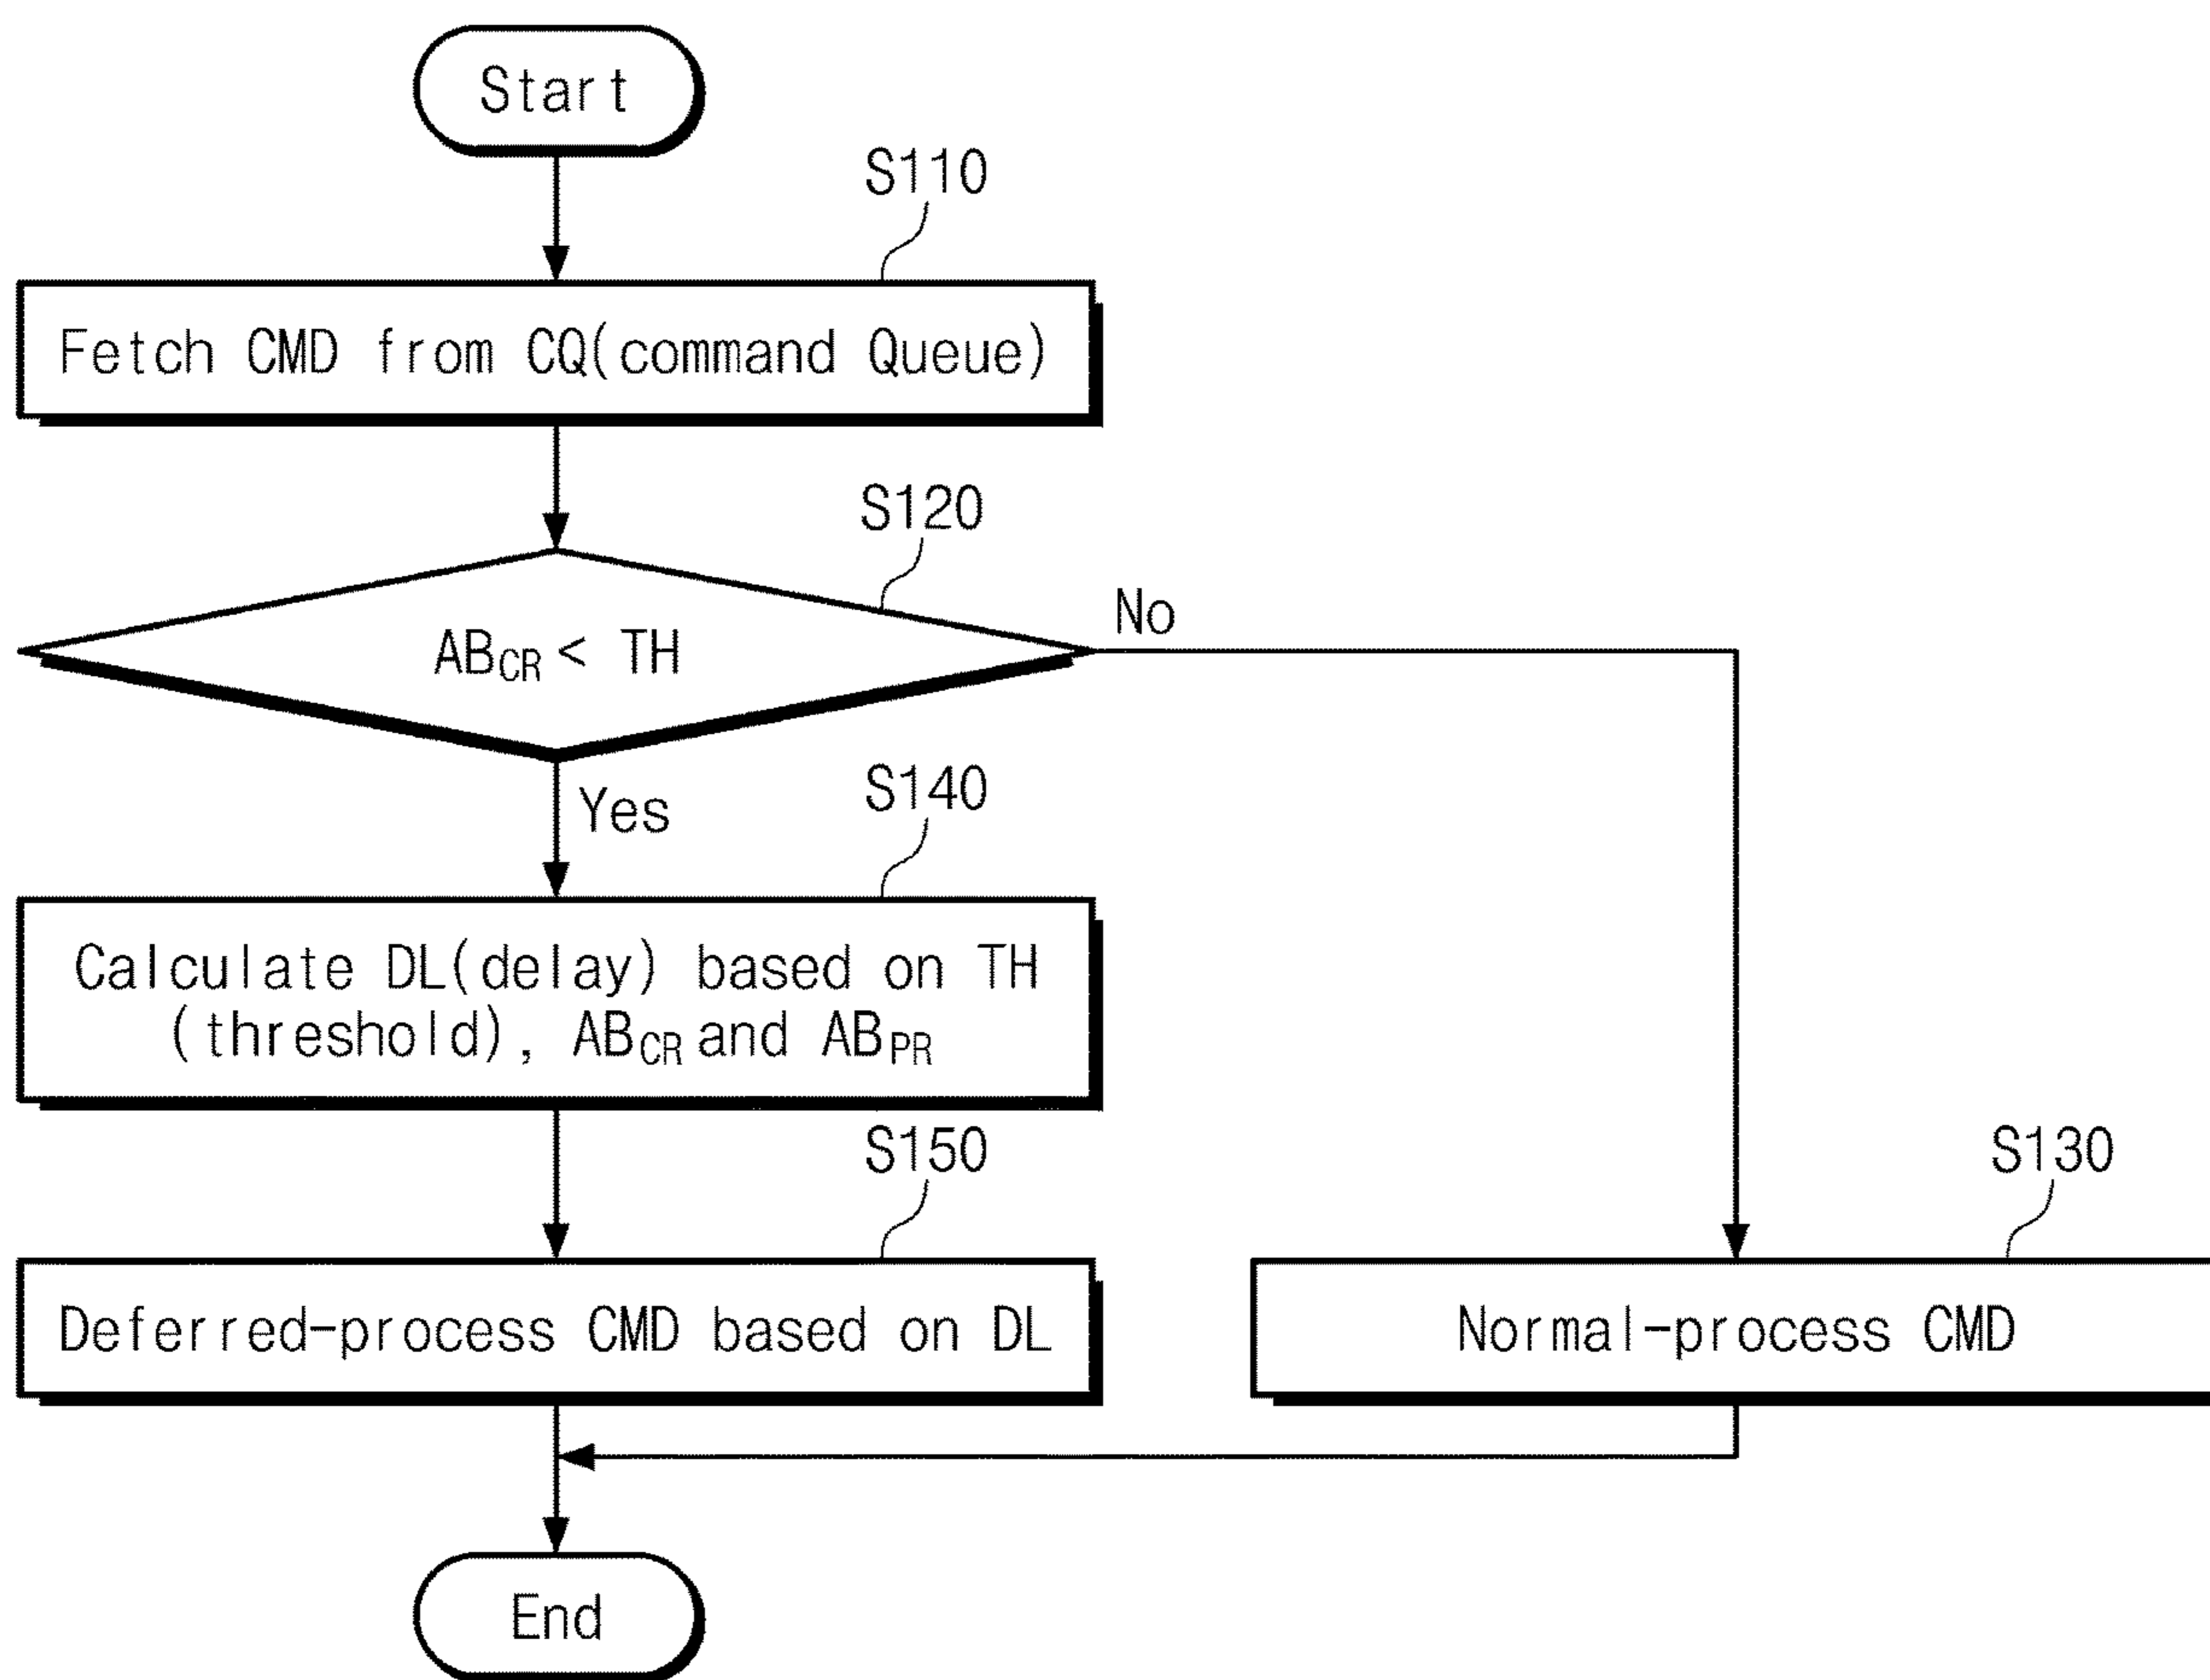 Start
S110
Fetch CMD from CQ(command Queue)
S120
AB_CR < TH
No
Yes
S140
Calculate DL(delay) based on TH
(threshold), AB_CR and AB_PR
S150
Deferred-process CMD based on DL
S130
Normal-process CMD
End